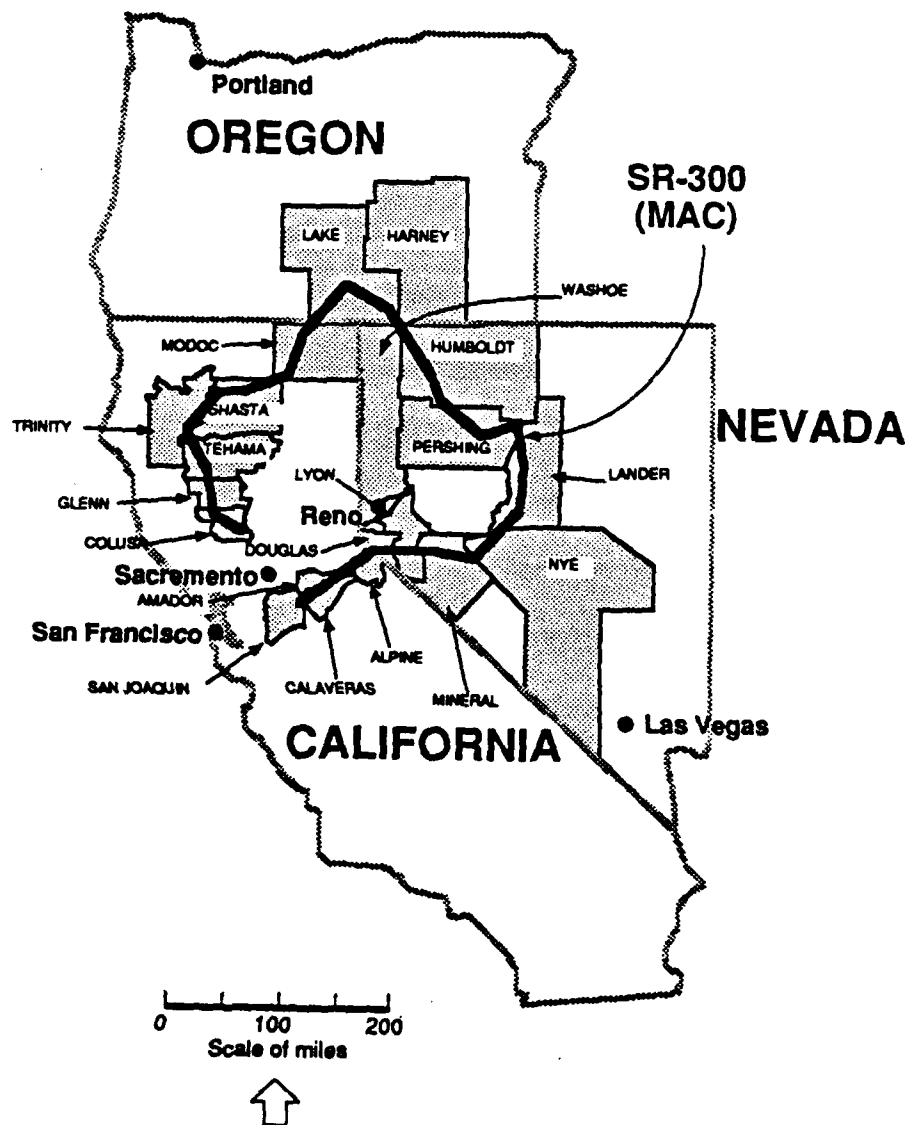 Portland
OREGON
SR-300
(MAC)
LAKE
HARNEY
WASHOE
MODOC
HUMBOLDT
SHASTA
TRINITY
TEHAMA
PERSHING
NEVADA
LYON
LANDER
GLENN
Reno
COLUSA
DOUGLAS
NYE
Sacremento
AMADOR
San Francisco
ALPINE
SAN JOAQUIN
CALAVERAS
MINERAL
Las Vegas
CALIFORNIA
0 100 200
Scale of miles